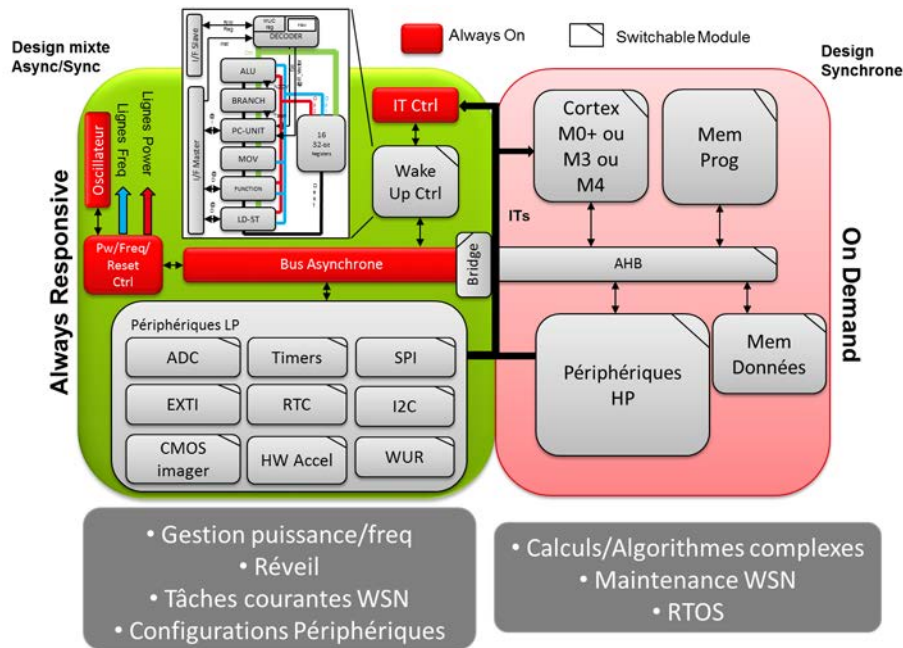 Design mixte
Async/Sync
Always On
Switchable Module
Design
Synchrone
I/F Slave
DECODER
ALU
BRANCH
PC-UNIT
MOV
FUNCTION
LD-ST
I/F Master
16
32-bit
registers
Oscillateur
Lignes Freq
Lignes Power
Pw/Freq/
Reset
Ctrl
IT Ctrl
Wake
Up Ctrl
Bus Asynchrone
Bridge
ITs
Cortex
M0+ ou
M3 ou
M4
Mem
Prog
AHB
Always Responsive
On Demand
Périphériques LP
ADC
Timers
SPI
EXTI
RTC
I2C
CMOS
imager
HW Accel
WUR
Périphériques
HP
Mem
Données
• Gestion puissance/freq
• Réveil
• Tâches courantes WSN
• Configurations Périphériques
• Calculs/Algorithmes complexes
• Maintenance WSN
• RTOS